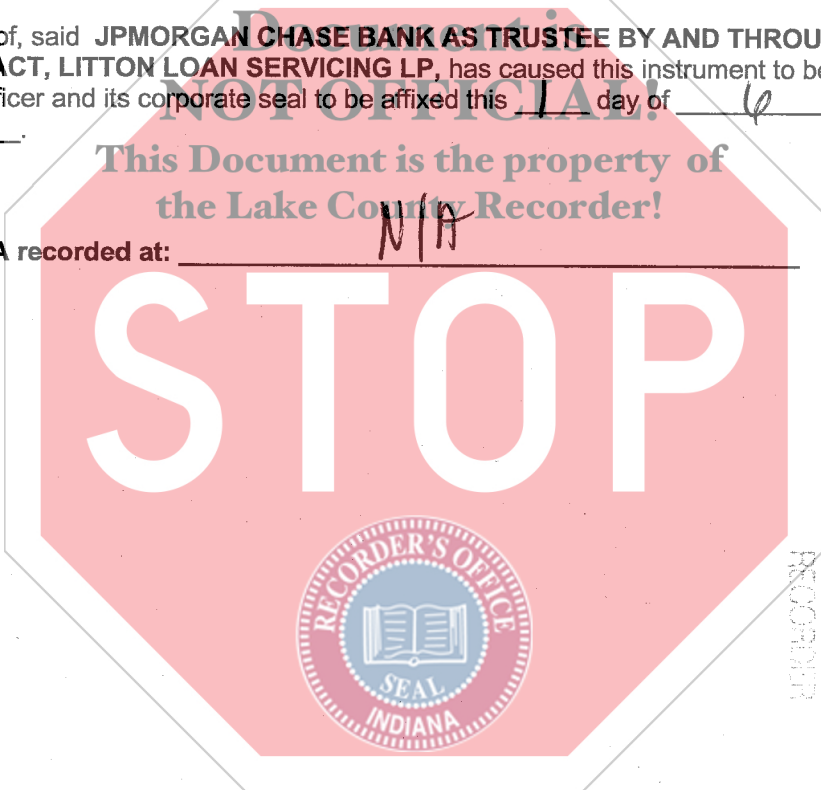 Document is
of, said JPMORGAN CHASE BANK AS TRUSTEE BY AND THROU
ACT, LITTON LOAN SERVICING LP, has caused this instrument to be
icer and its corporate seal to be affixed this 1 day of 6
NOT OFFICIAL!
This Document is the property of
the Lake County Recorder!
A recorded at: N/A
STOP
RECORDER'S OFFICE
SEAL
INDIANA
RECORDER